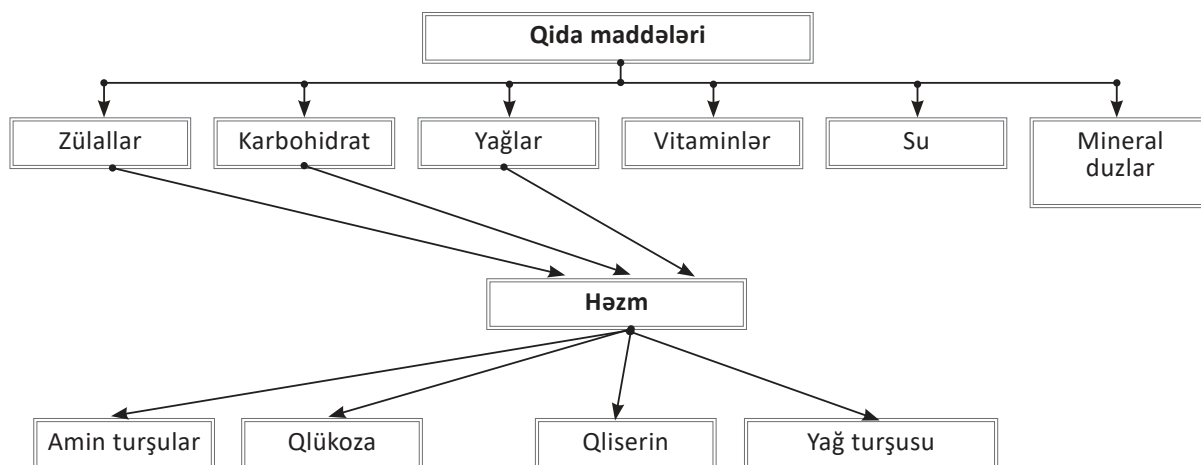 Qida maddələri
Zülallar
Karbohidrat
Yağlar
Vitaminlər
Su
Mineral
duzlar
Həzm
Amin turşular
Qlükoza
Qliserin
Yağ turşusu